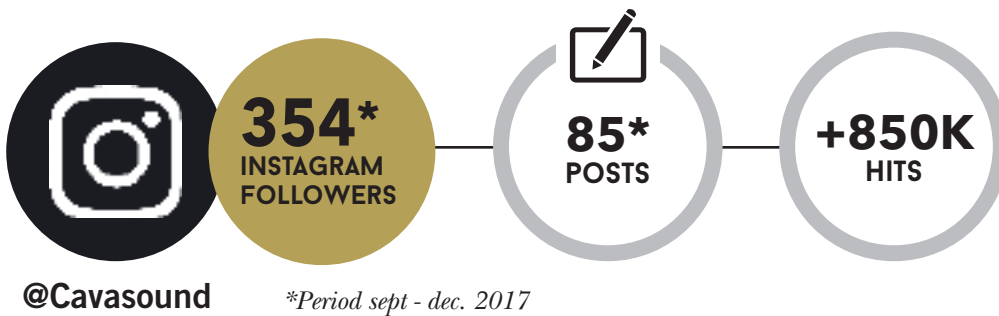 354*
INSTAGRAM
FOLLOWERS
85*
POSTS
+850K
HITS
@Cavasound
*Period sept - dec. 2017